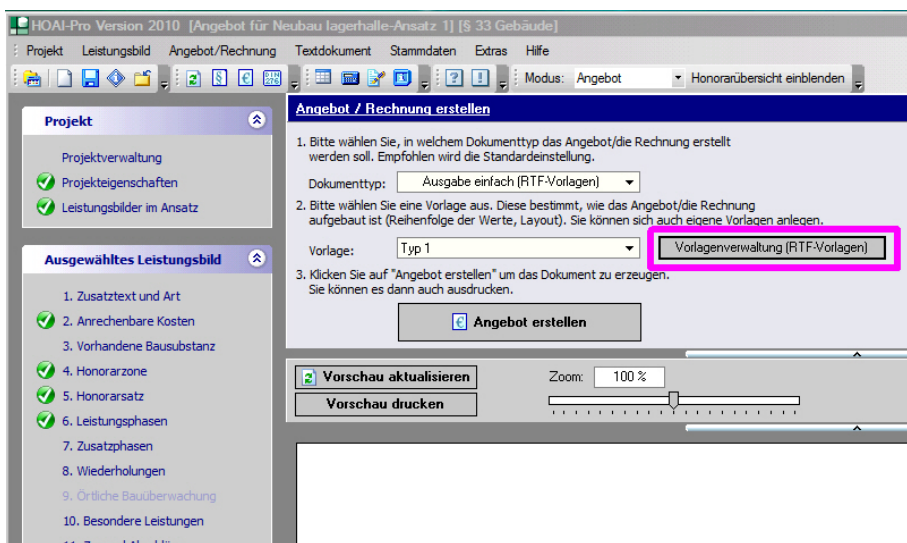 HOAI-Pro Version 2010 [Angebot für Neubau lagerhalle-Ansatz 1] [§ 33 Gebäude]
Projekt Leistungsbild Angebot/Rechnung Textdokument Stammdaten Extras Hilfe
Modus: Angebot Honorarübersicht einblenden
Projekt
Projektverwaltung
Projekteigenschaften
Leistungsbilder im Ansatz
Ausgewähltes Leistungsbild
1. Zusatztext und Art
2. Anrechenbare Kosten
3. Vorhandene Bausubstanz
4. Honorarzone
5. Honorarsatz
6. Leistungsphasen
7. Zusatzphasen
8. Wiederholungen
9. Örtliche Bauüberwachung
10. Besondere Leistungen
Angebot / Rechnung erstellen
1. Bitte wählen Sie, in welchem Dokumenttyp das Angebot/die Rechnung erstellt
werden soll. Empfohlen wird die Standardeinstellung.
Dokumenttyp: Ausgabe einfach (RTF-Vorlagen)
2. Bitte wählen Sie eine Vorlage aus. Diese bestimmt, wie das Angebot/die Rechnung
aufgebaut ist (Reihenfolge der Werte, Layout). Sie können sich auch eigene Vorlagen anlegen.
Vorlage: Typ 1 Vorlagenverwaltung (RTF-Vorlagen)
3. Klicken Sie auf "Angebot erstellen" um das Dokument zu erzeugen.
Sie können es dann auch ausdrucken.
€ Angebot erstellen
Vorschau aktualisieren Zoom: 100 %
Vorschau drucken